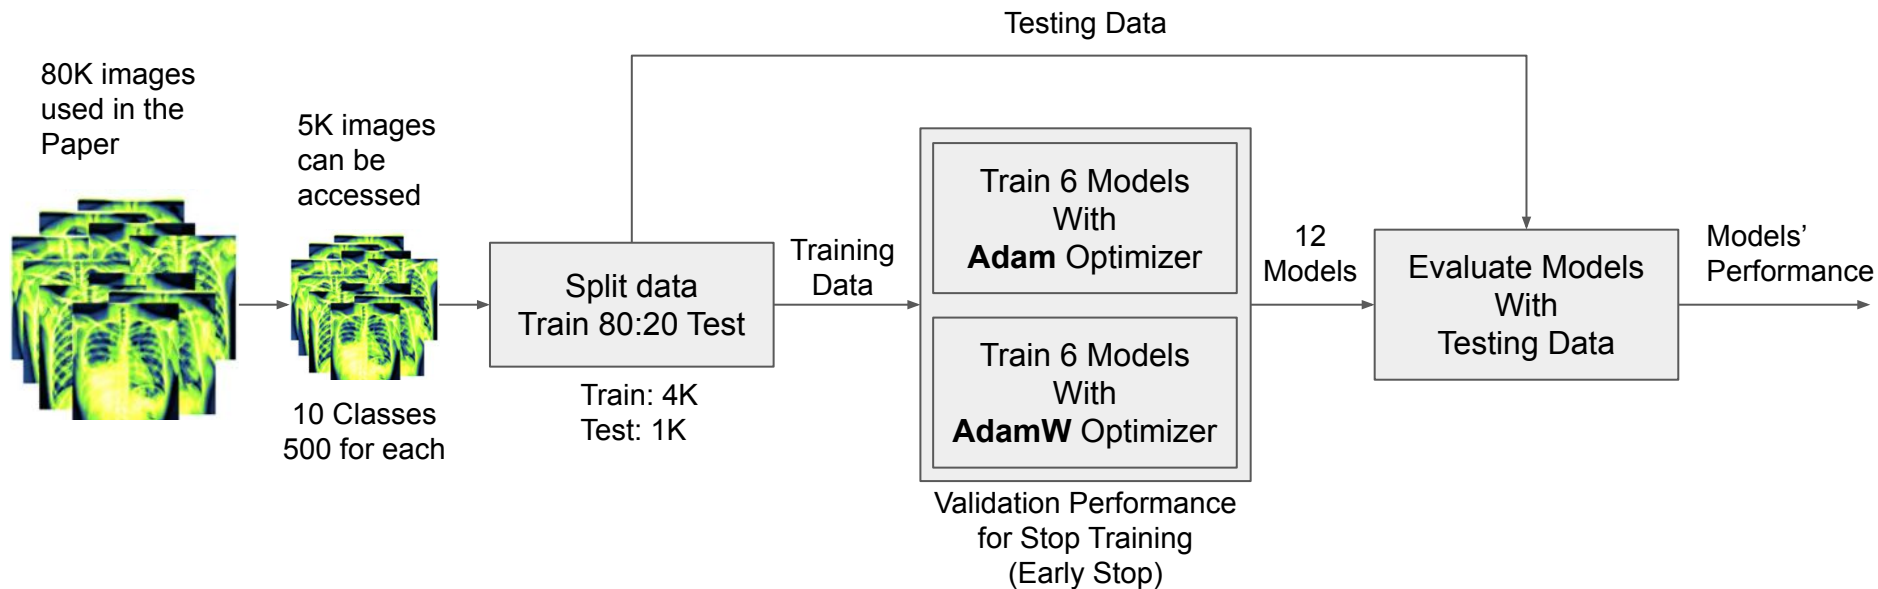 Testing Data
80K images
used in the
Paper
5K images
can be
accessed
10 Classes
500 for each
Split data
Train 80:20 Test
Train: 4K
Test: 1K
Training
Data
Train 6 Models
With
Adam Optimizer
Train 6 Models
With
AdamW Optimizer
Validation Performance
for Stop Training
(Early Stop)
12
Models
Evaluate Models
With
Testing Data
Models’
Performance